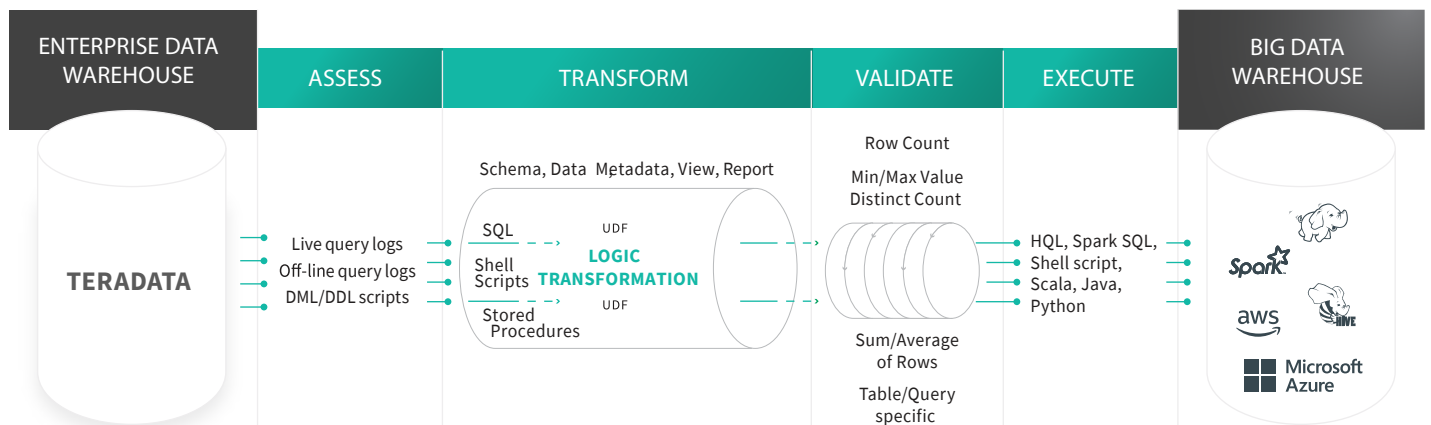 ENTERPRISE DATA
WAREHOUSE
ASSESS
TRANSFORM
VALIDATE
EXECUTE
BIG DATA
WAREHOUSE
TERADATA
Live query logs
Off-line query logs
DML/DDL scripts
Schema, Data Metadata, View, Report
SQL
Shell
Scripts
Stored
Procedures
UDF
LOGIC
TRANSFORMATION
UDF
Row Count
Min/Max Value
Distinct Count
Sum/Average
of Rows
Table/Query
specific
HQL, Spark SQL,
Shell script,
Scala, Java,
Python
Spark
aws
HIVE
Microsoft
Azure